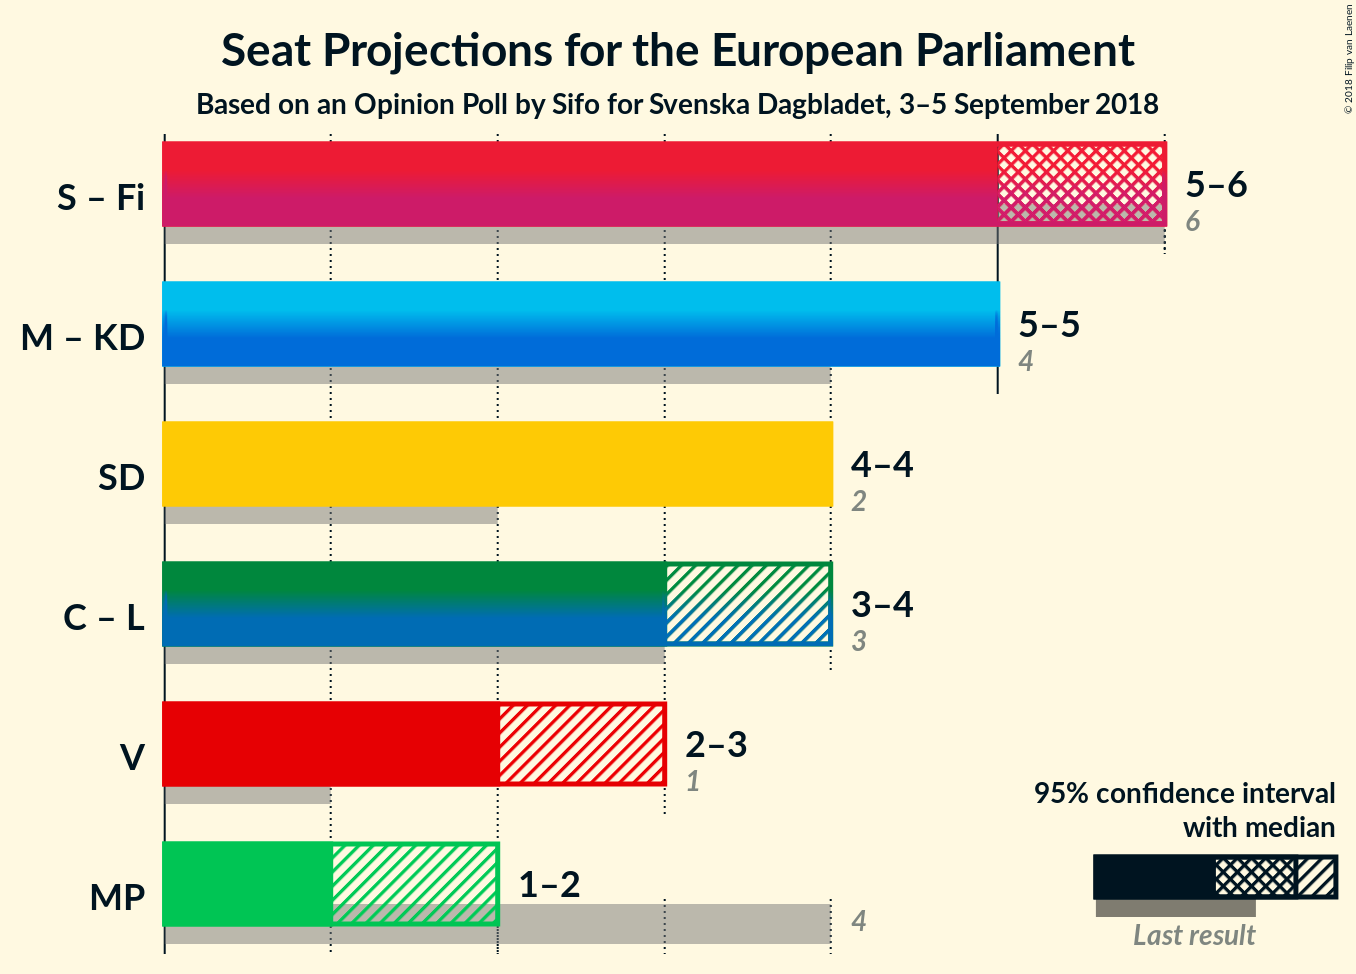 Seat Projections for the European Parliament
Based on an Opinion Poll by Sifo for Svenska Dagbladet, 3–5 September 2018
© 2018 Filip van Laenen
S – Fi
5–6
6
M – KD
5–5
4
SD
4–4
2
C – L
3–4
3
V
2–3
1
MP
1–2
4
95% confidence interval
with median
Last result